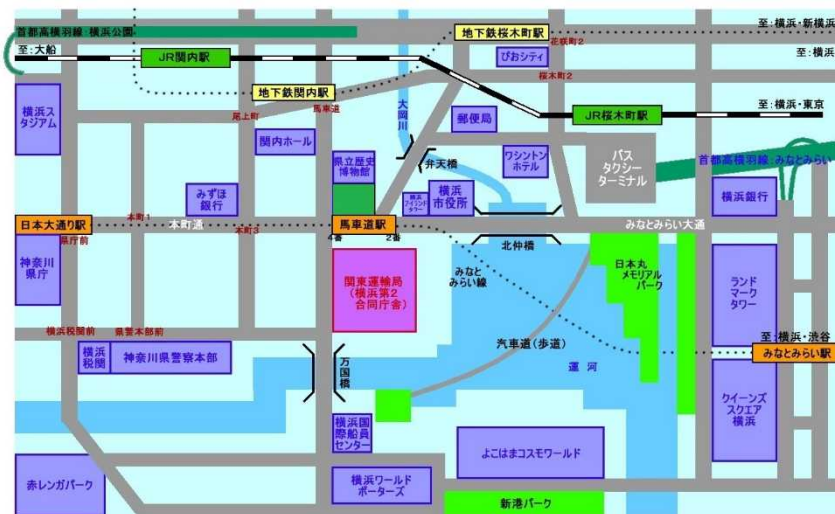 地下鉄桜木町駅
至:横浜・新横浜
首都高横羽線:横浜公園
花咲町2
至:大船
JR関内駅
ぴおシティ
至:横浜
桜木町2
地下鉄関内駅
馬車道
横浜ス
タジアム
尾上町
大岡川
郵便局
JR桜木町駅
至:横浜・東京
関内ホール
県立歴史
博物館
弁天橋
ワシントン
ホテル
バス
タクシー
ターミナル
首都高横羽線:みなとみらい
みずほ
銀行
横浜
アイランド
タワー
横浜
市役所
横浜銀行
日本大通り駅
本町1
本町通
馬車道駅
みなとみらい大通
県庁前
本町3
4番
2番
北仲橋
神奈川
県庁
関東運輸局
(横浜第2
合同庁舎)
みなと
みらい線
日本丸
メモリアル
パーク
ランド
マーク
タワー
横浜税関前
県警本部前
汽車道(歩道)
至:横浜・渋谷
みなとみらい駅
横浜
税関
神奈川県警察本部
万国橋
運河
クイーンズ
スクエア
横浜
横浜国
際船員
センター
よこはまコスモワールド
赤レンガパーク
横浜ワールド
ポーターズ
新港パーク